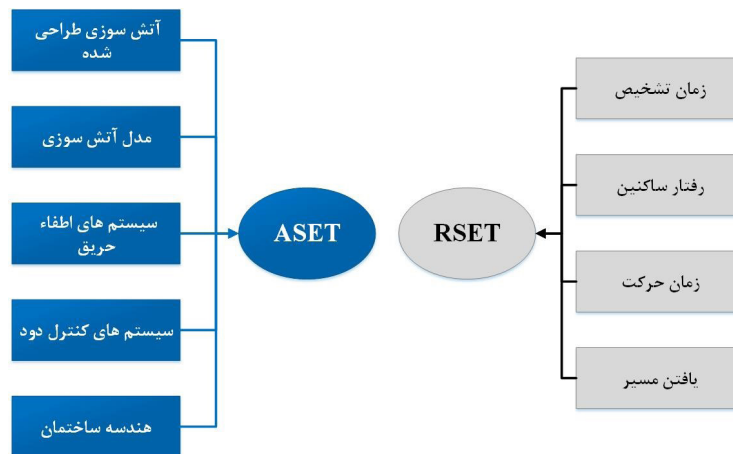 آتش سوزی طراحی
شده
مدل آتش سوزی
سیستم های اطفاء
حریق
سیستم های کنترل دود
هندسه ساختمان
ASET
RSET
زمان تشخیص
رفتار ساکنین
زمان حرکت
یافتن مسیر